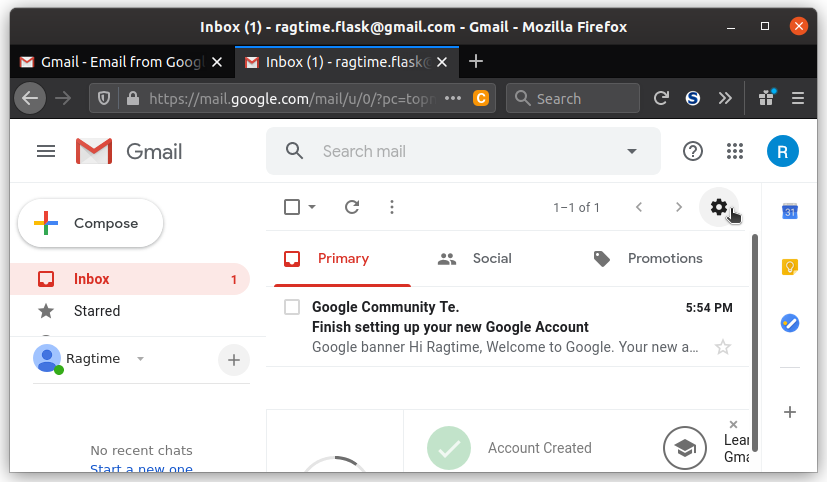 Inbox (1) - ragtime.flask@gmail.com - Gmail - Mozilla Firefox
Gmail - Email from Googl
Inbox (1) - ragtime.flask@
https://mail.google.com/mail/u/0/?pc=topn
C
Search
S
Gmail
Search mail
R
Compose
1–1 of 1
31
Primary
Social
Promotions
Inbox 1
Starred
Google Community Te. 5:54 PM
Finish setting up your new Google Account
Google banner Hi Ragtime, Welcome to Google. Your new a…
Ragtime
No recent chats
Start a new one
Account Created
Lear
Gma